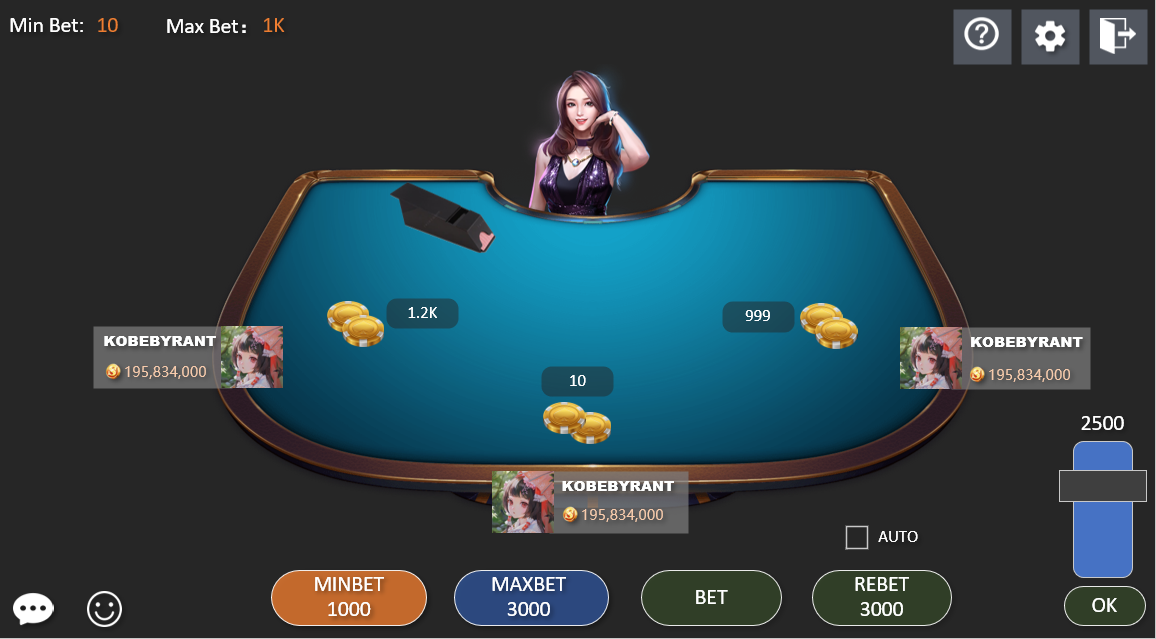 Min Bet: 10
Max Bet： 1K
1.2K
999
KOBEBYRANT
195,834,000
KOBEBYRANT
195,834,000
10
2500
KOBEBYRANT
195,834,000
AUTO
MINBET
1000
MAXBET
3000
BET
REBET
3000
OK